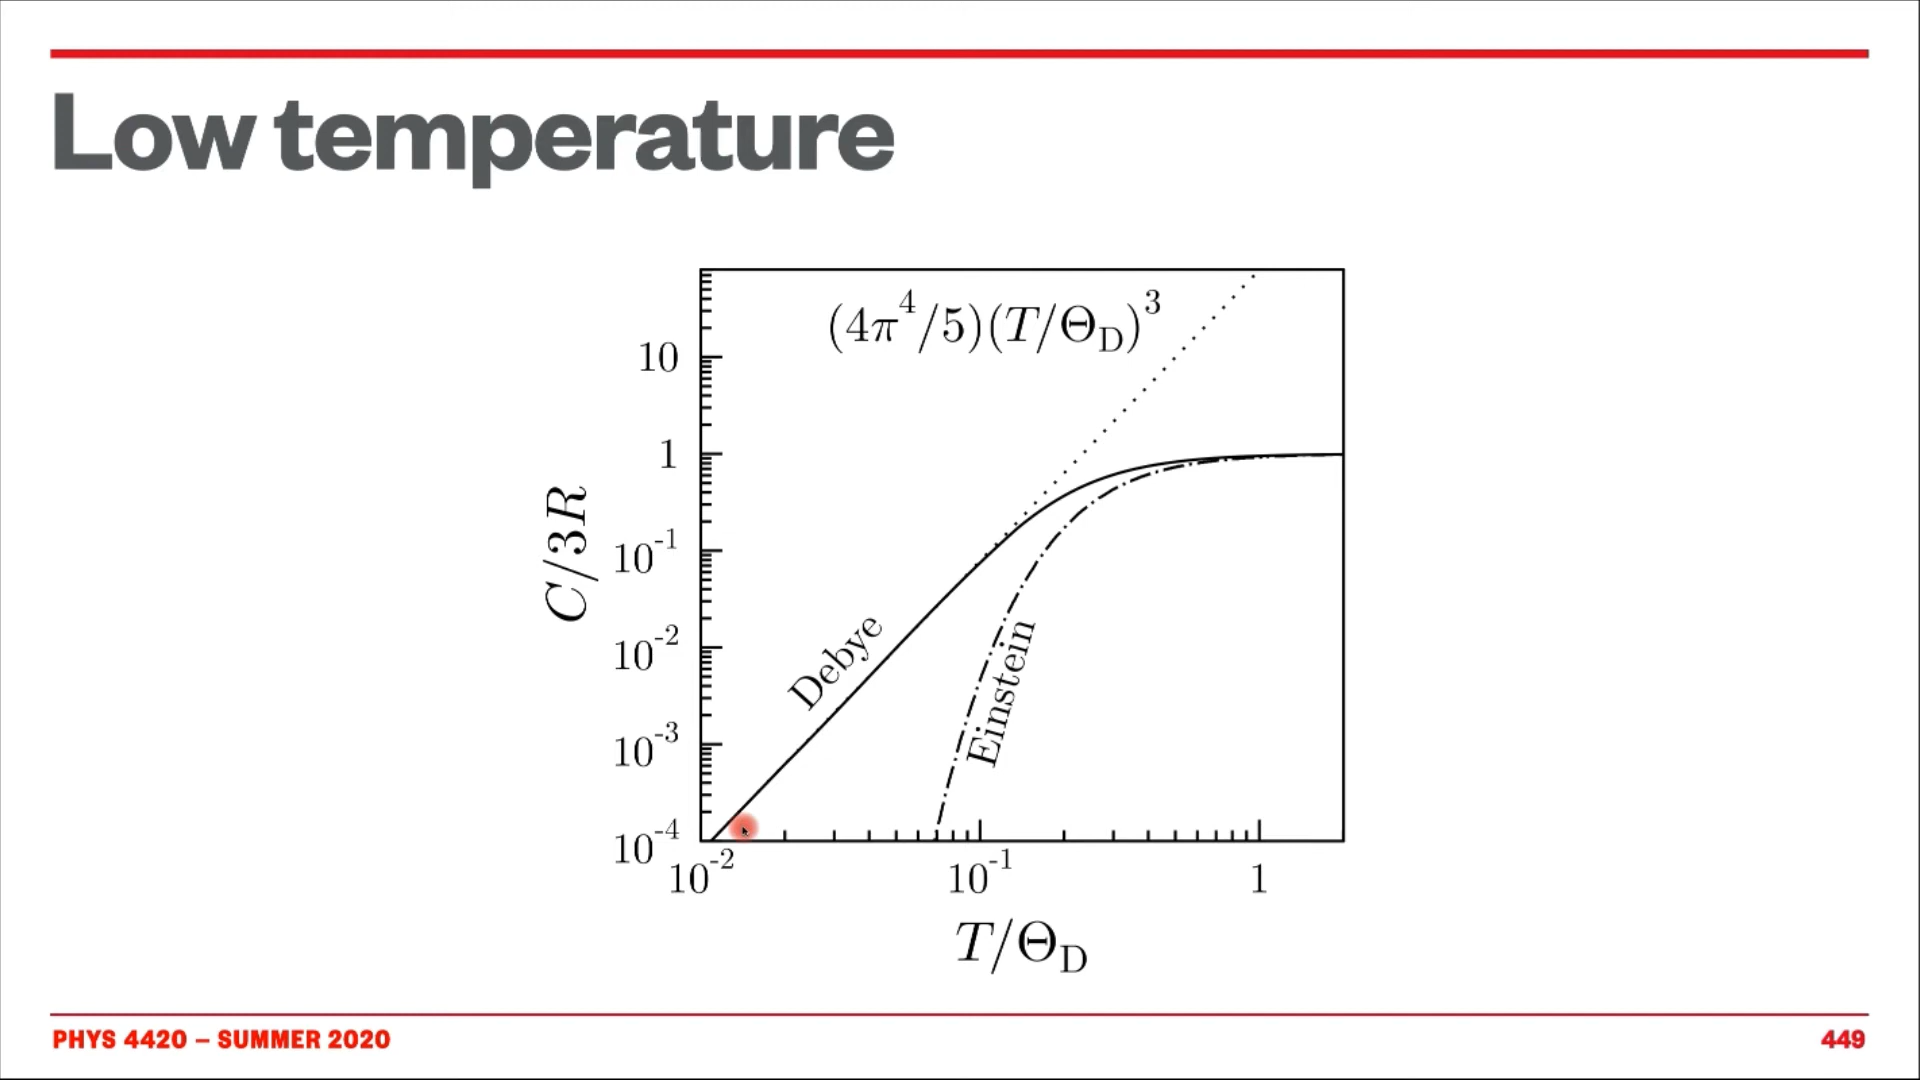 Low temperature
(4π⁴/5)(T/Θ_D)³
10
1
10⁻¹
10⁻²
10⁻³
10⁻⁴
C/3R
Debye
Einstein
10⁻²
10⁻¹
1
T/Θ_D
PHYS 4420 – SUMMER 2020
449